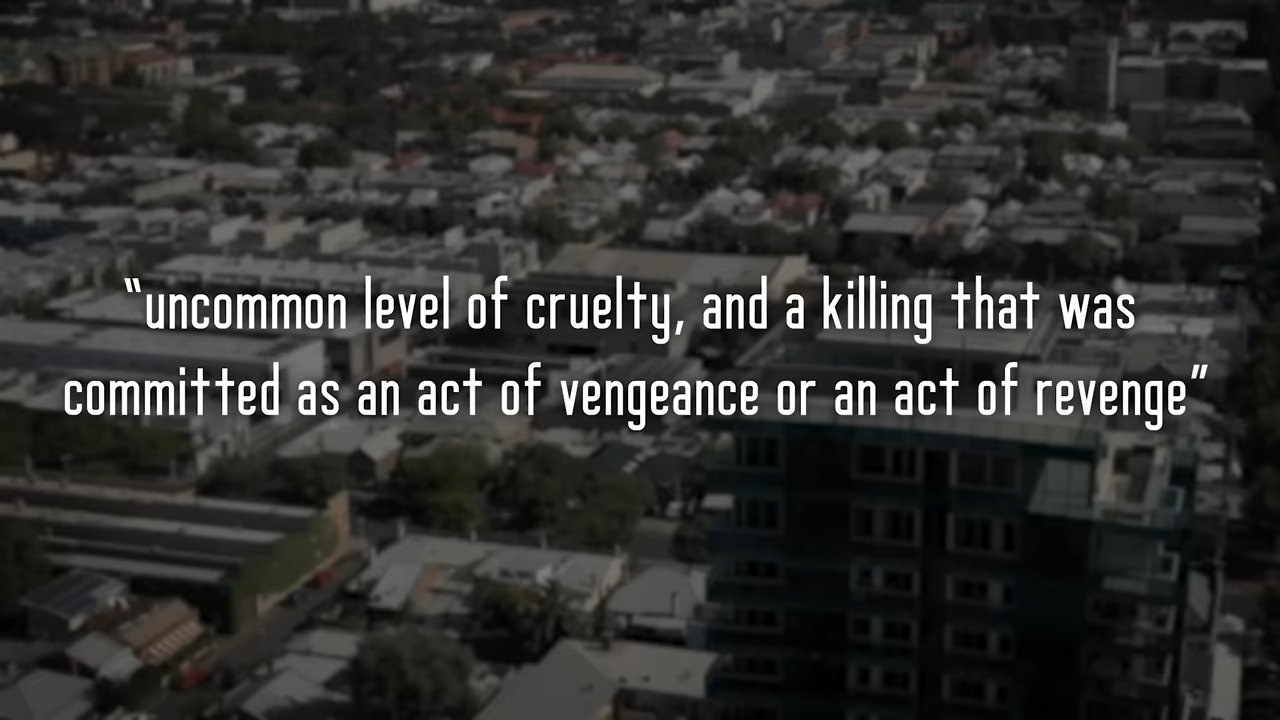 “uncommon level of cruelty, and a killing that was
committed as an act of vengeance or an act of revenge”